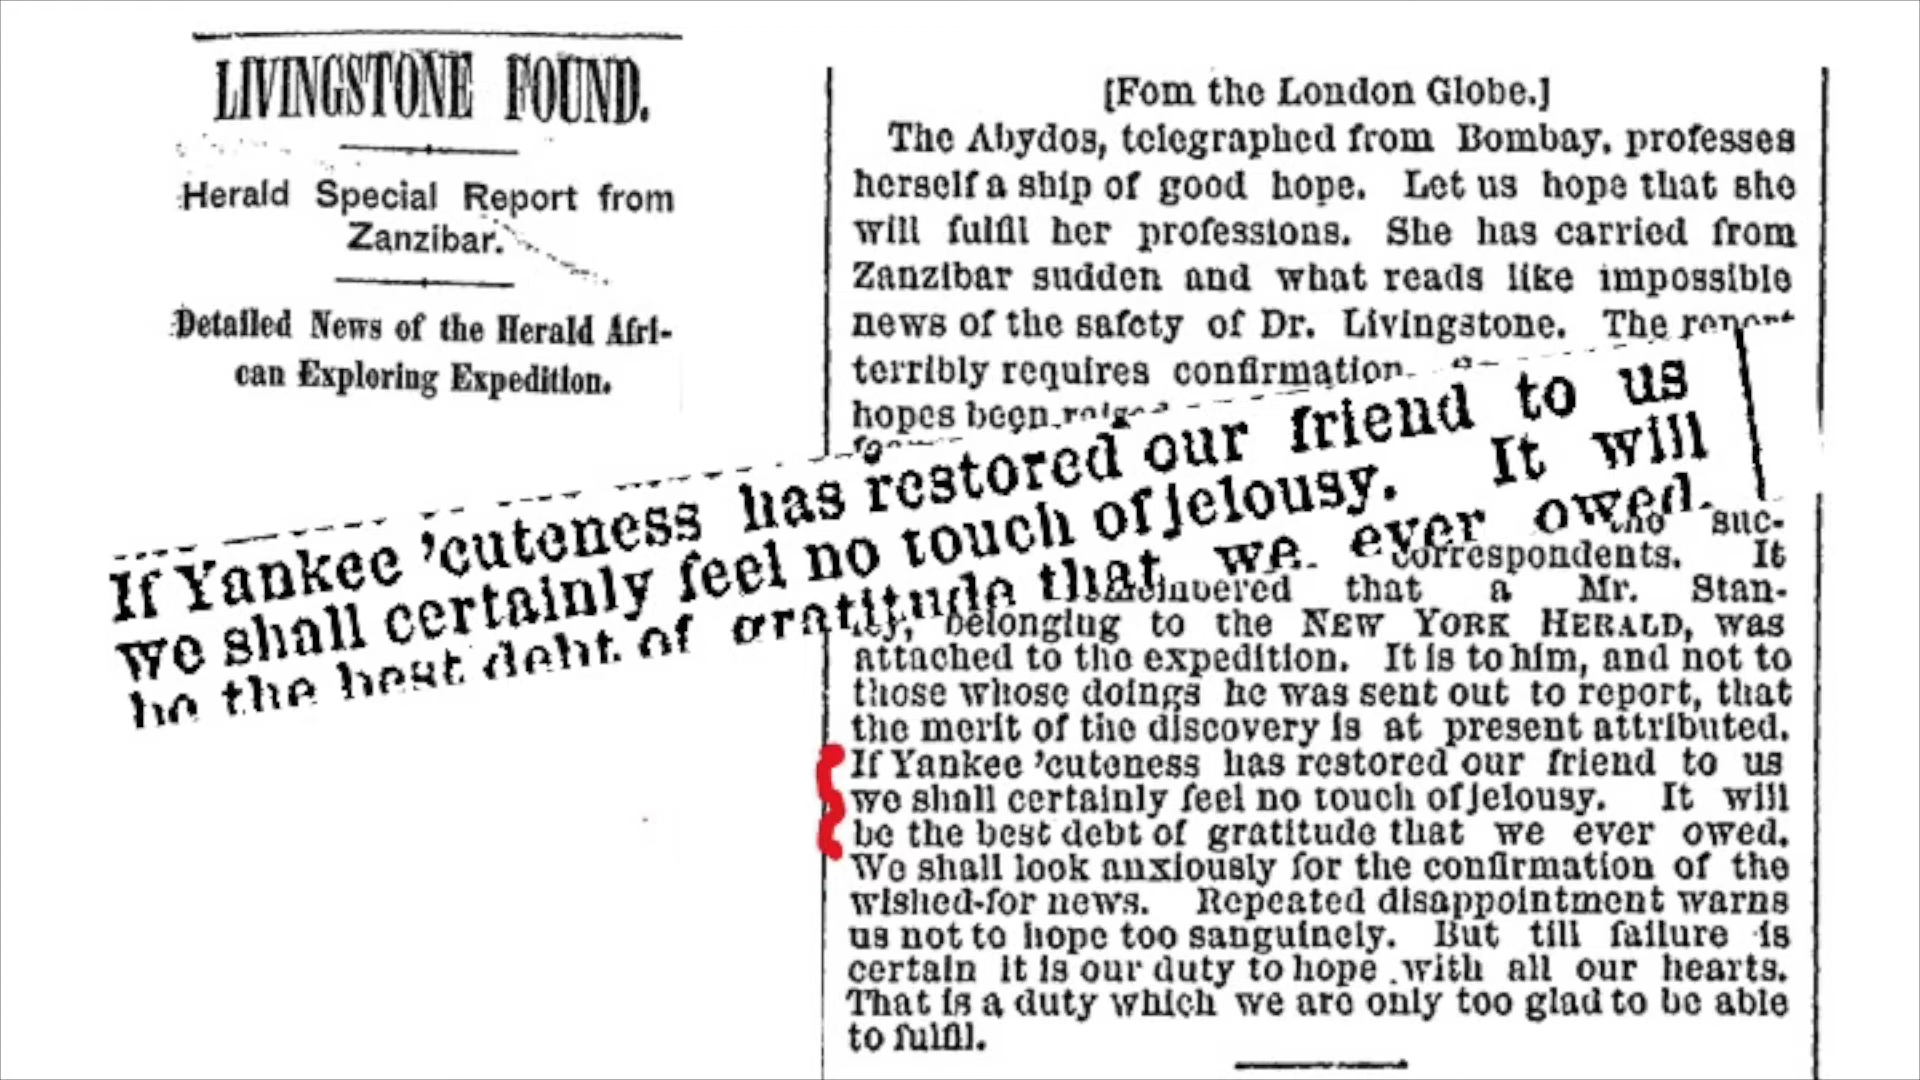 LIVINGSTONE FOUND.
Herald Special Report from
Zanzibar.
Detailed News of the Herald Afri-
can Exploring Expedition.
[Fom the London Globe.]
The Abydos, telegraphed from Bombay, professes
herself a ship of good hope. Let us hope that she
will fulfil her professions. She has carried from
Zanzibar sudden and what reads like impossible
news of the safety of Dr. Livingstone. The report
terribly requires confirmation.
hopes been raised
If Yankee 'cuteness has restored our friend to us
we shall certainly feel no touch of jelousy. It will
be the best debt of gratitude that we ever owed.
the suc-
correspondents. It
that a Mr. Stan-
ley, belonging to the NEW YORK HERALD, was
attached to the expedition. It is to him, and not to
those whose doings he was sent out to report, that
the merit of the discovery is at present attributed.
If Yankee 'cuteness has restored our friend to us
we shall certainly feel no touch of jelousy. It will
be the best debt of gratitude that we ever owed.
We shall look anxiously for the confirmation of the
wished-for news. Repeated disappointment warns
us not to hope too sanguinely. But till failure is
certain it is our duty to hope with all our hearts.
That is a duty which we are only too glad to be able
to fulfil.